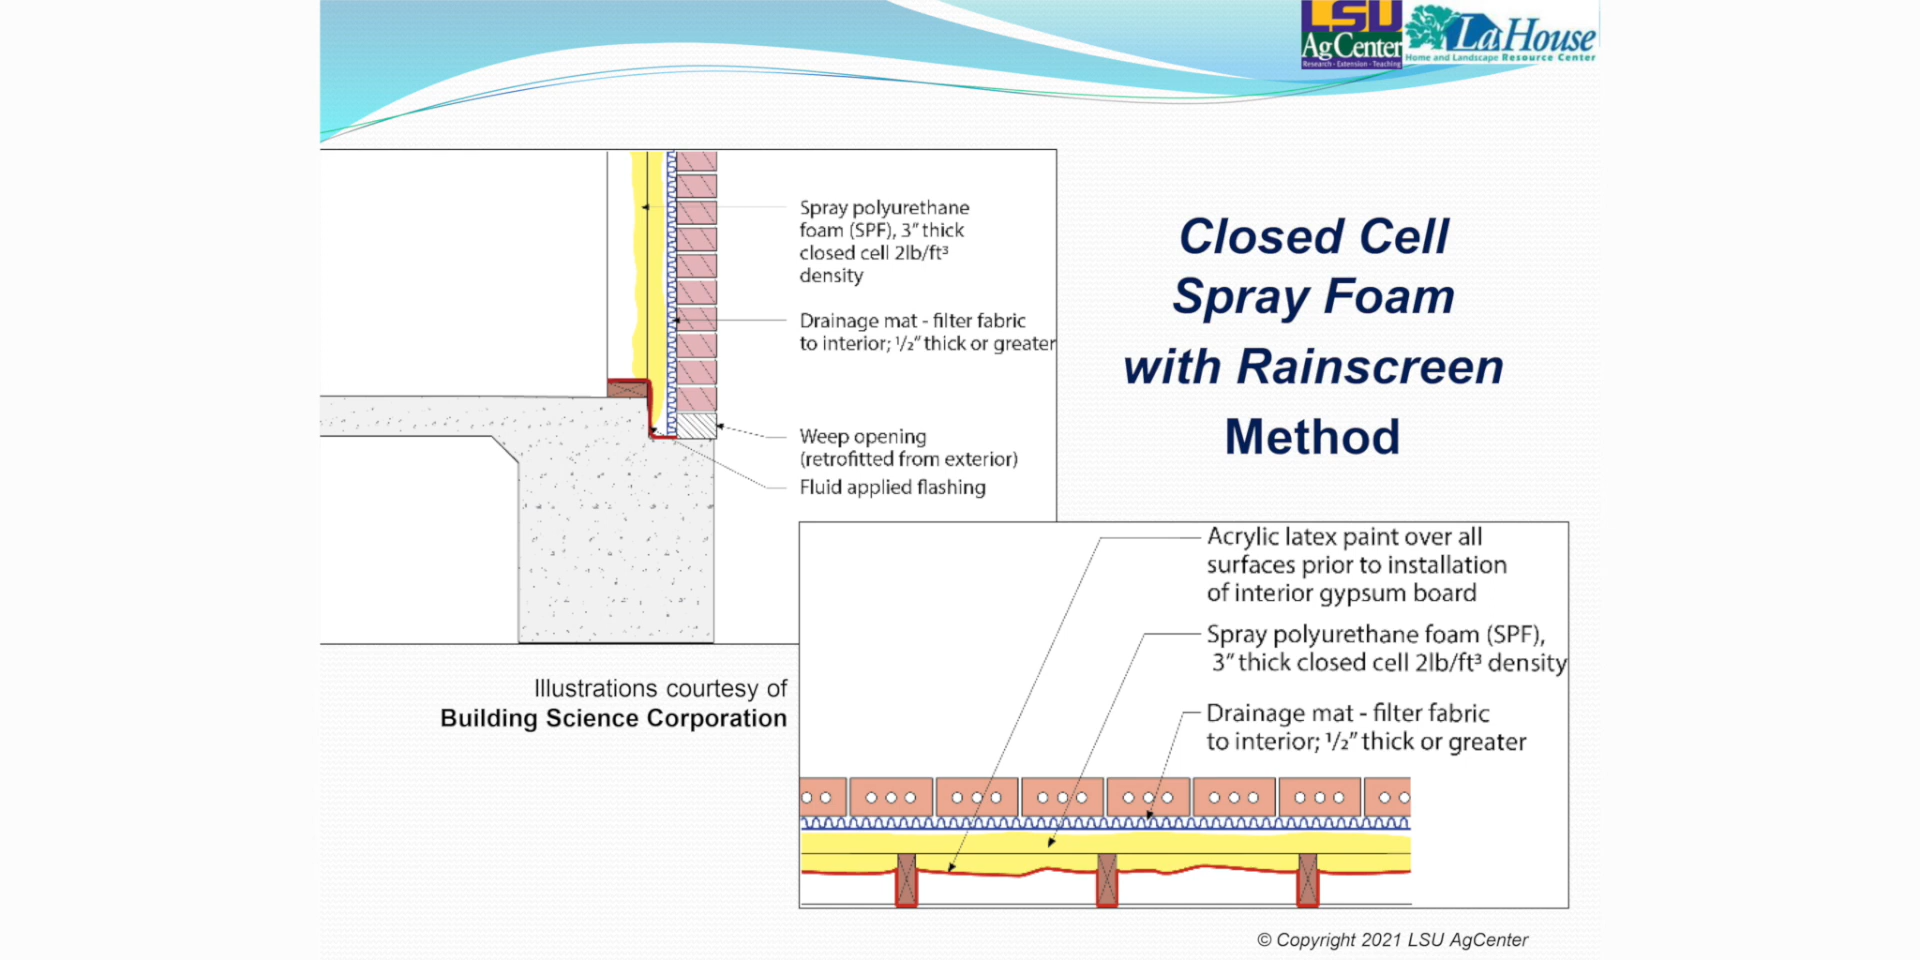 LSU
AgCenter
Research - Extension - Teaching
LaHouse
Home and Landscape Resource Center
Spray polyurethane
foam (SPF), 3" thick
closed cell 2lb/ft³
density
Drainage mat - filter fabric
to interior; ¹/₂" thick or greater
Weep opening
(retrofitted from exterior)
Fluid applied flashing
Closed Cell
Spray Foam
with Rainscreen
Method
Acrylic latex paint over all
surfaces prior to installation
of interior gypsum board
Spray polyurethane foam (SPF),
3" thick closed cell 2lb/ft³ density
Drainage mat - filter fabric
to interior; ¹/₂" thick or greater
Illustrations courtesy of
Building Science Corporation
© Copyright 2021 LSU AgCenter